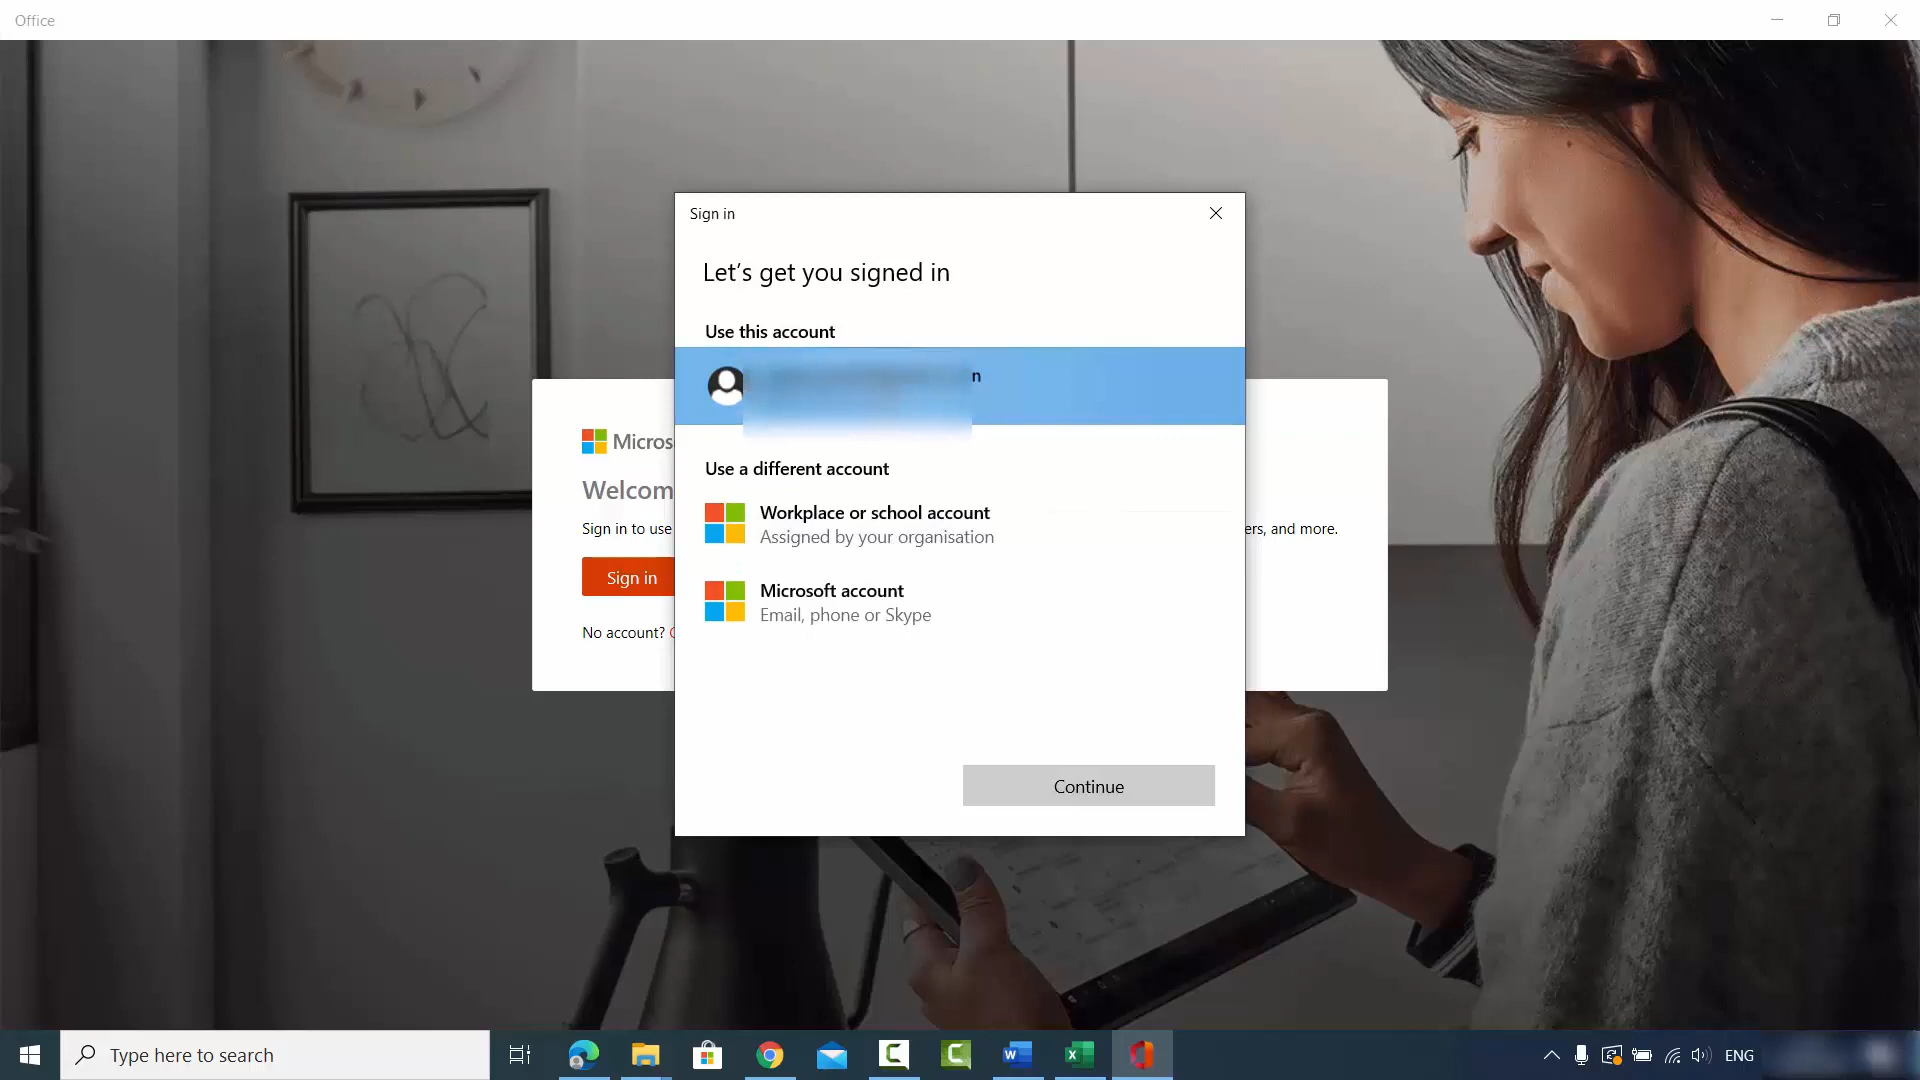 Office
Sign in
Let's get you signed in
Use this account
Use a different account
Workplace or school account
Assigned by your organisation
Microsoft account
Email, phone or Skype
Continue
Micros
Welcom
Sign in to use
ers, and more.
Sign in
No account?
Type here to search
ENG